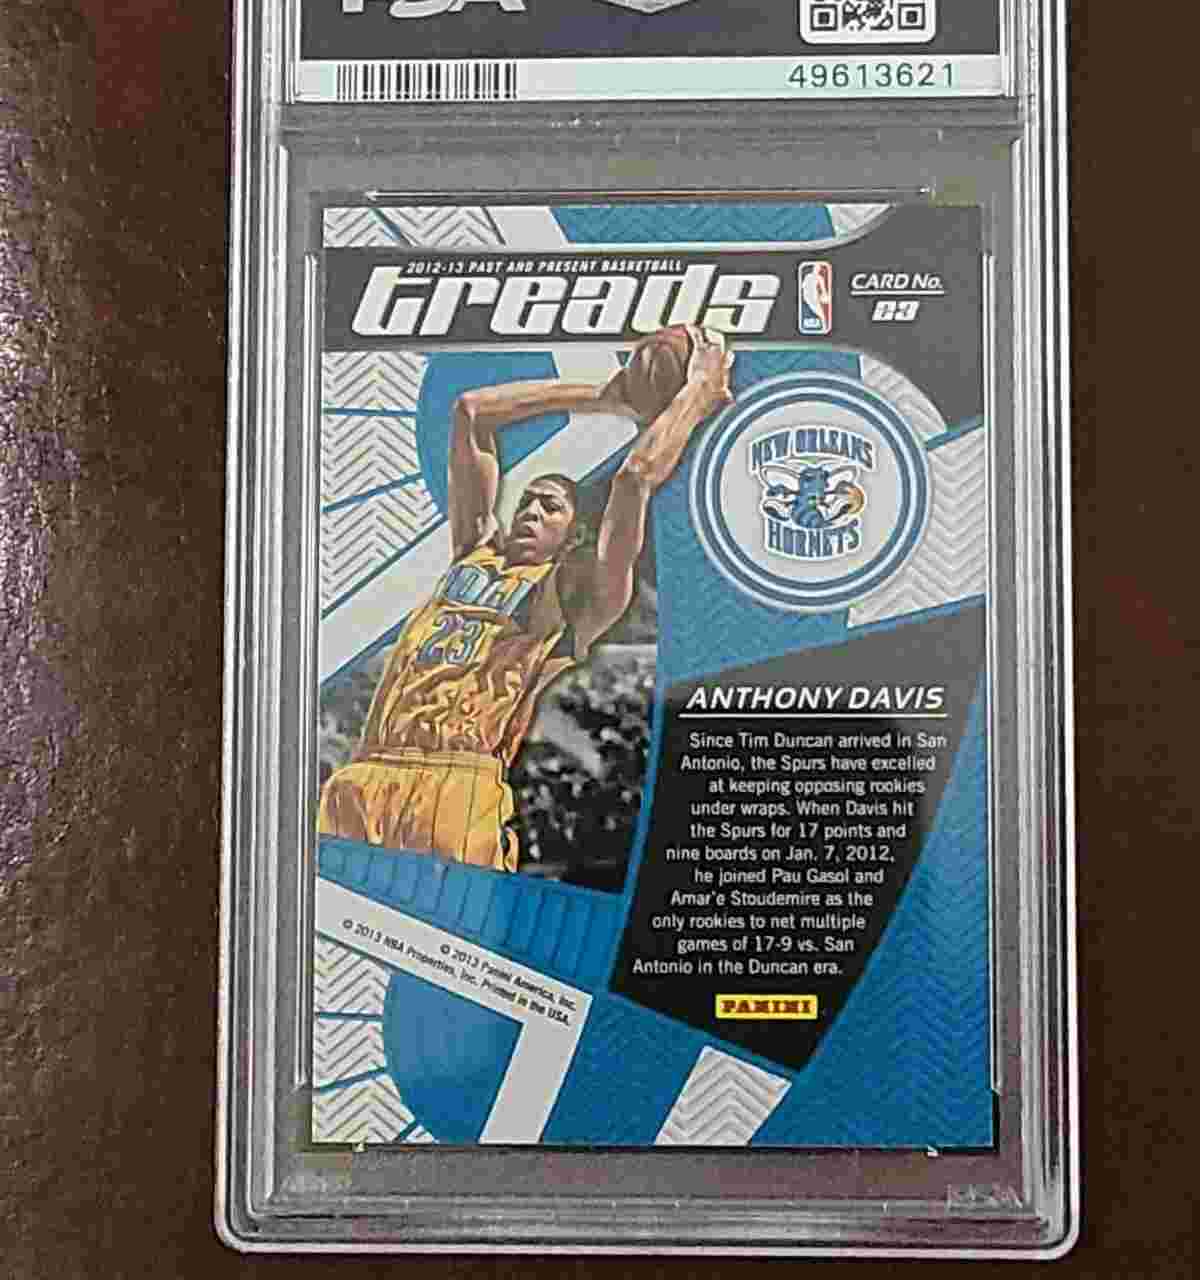 PSA
49613621
2012-13 PAST AND PRESENT BASKETBALL
treads
NBA
CARD No.
23
NEW ORLEANS
HORNETS
NOLA
23
ANTHONY DAVIS
Since Tim Duncan arrived in San
Antonio, the Spurs have excelled
at keeping opposing rookies
under wraps. When Davis hit
the Spurs for 17 points and
nine boards on Jan. 7, 2012,
he joined Pau Gasol and
Amar'e Stoudemire as the
only rookies to net multiple
games of 17-9 vs. San
Antonio in the Duncan era.
PANINI
© 2013 Panini America, Inc.
© 2013 NBA Properties, Inc. Printed in the USA.